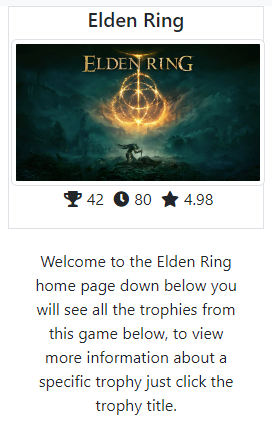 Elden Ring
ELDEN RING
42 80 4.98
Welcome to the Elden Ring
home page down below you
will see all the trophies from
this game below, to view
more information about a
specific trophy just click the
trophy title.